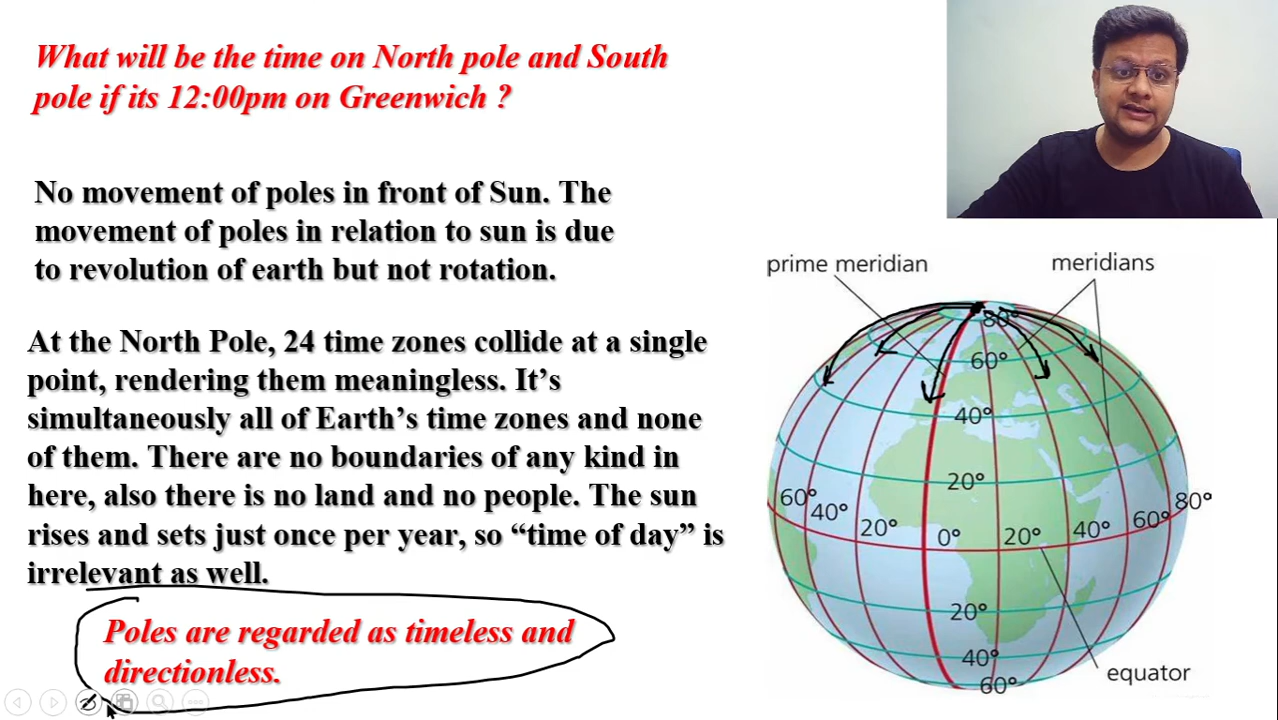 What will be the time on North pole and South
pole if its 12:00pm on Greenwich ?
No movement of poles in front of Sun. The
movement of poles in relation to sun is due
to revolution of earth but not rotation.
At the North Pole, 24 time zones collide at a single
point, rendering them meaningless. It’s
simultaneously all of Earth’s time zones and none
of them. There are no boundaries of any kind in
here, also there is no land and no people. The sun
rises and sets just once per year, so “time of day” is
irrelevant as well.
Poles are regarded as timeless and
directionless.
prime meridian
meridians
80°
60°
40°
20°
60°
40°
20°
0°
20°
40°
60°
80°
20°
40°
60°
equator